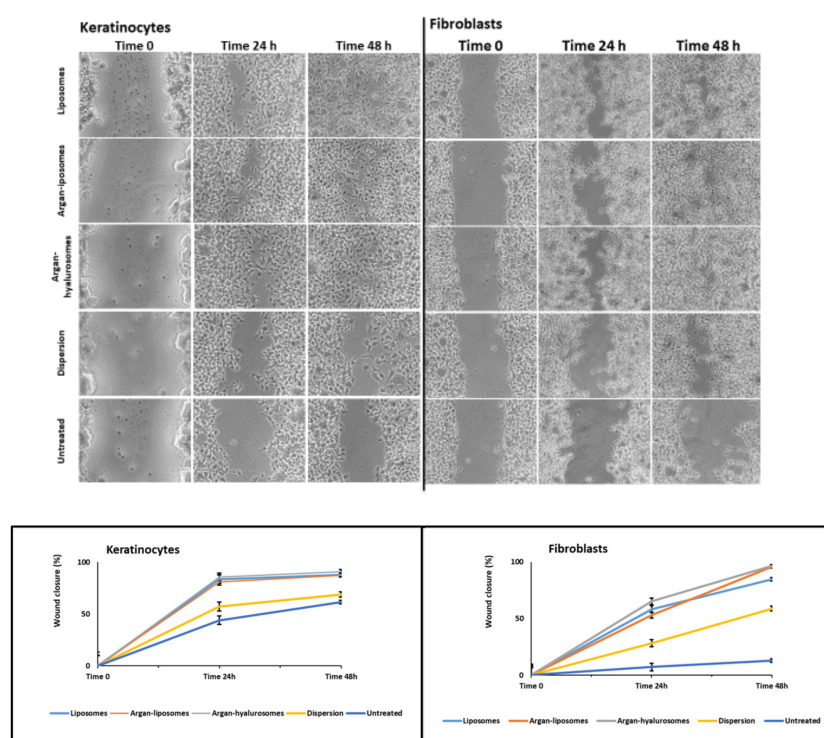 Keratinocytes
Fibroblasts
Time 0 Time 24 h Time 48 h
Time 0 Time 24 h Time 48 h
Liposomes
Argan-iposomes
Argan-
hyalurosomes
Dispersion
Untreated
Keratinocytes
Wound closure (%)
100
50
0
Time 0 Time 24h Time 48h
Liposomes Argan-liposomes Argan-hyalurosomes Dispersion Untreated
Fibroblasts
Wound closure (%)
100
50
0
Time 0 Time 24h Time 48h
Liposomes Argan-liposomes Argan-hyalurosomes Dispersion Untreated